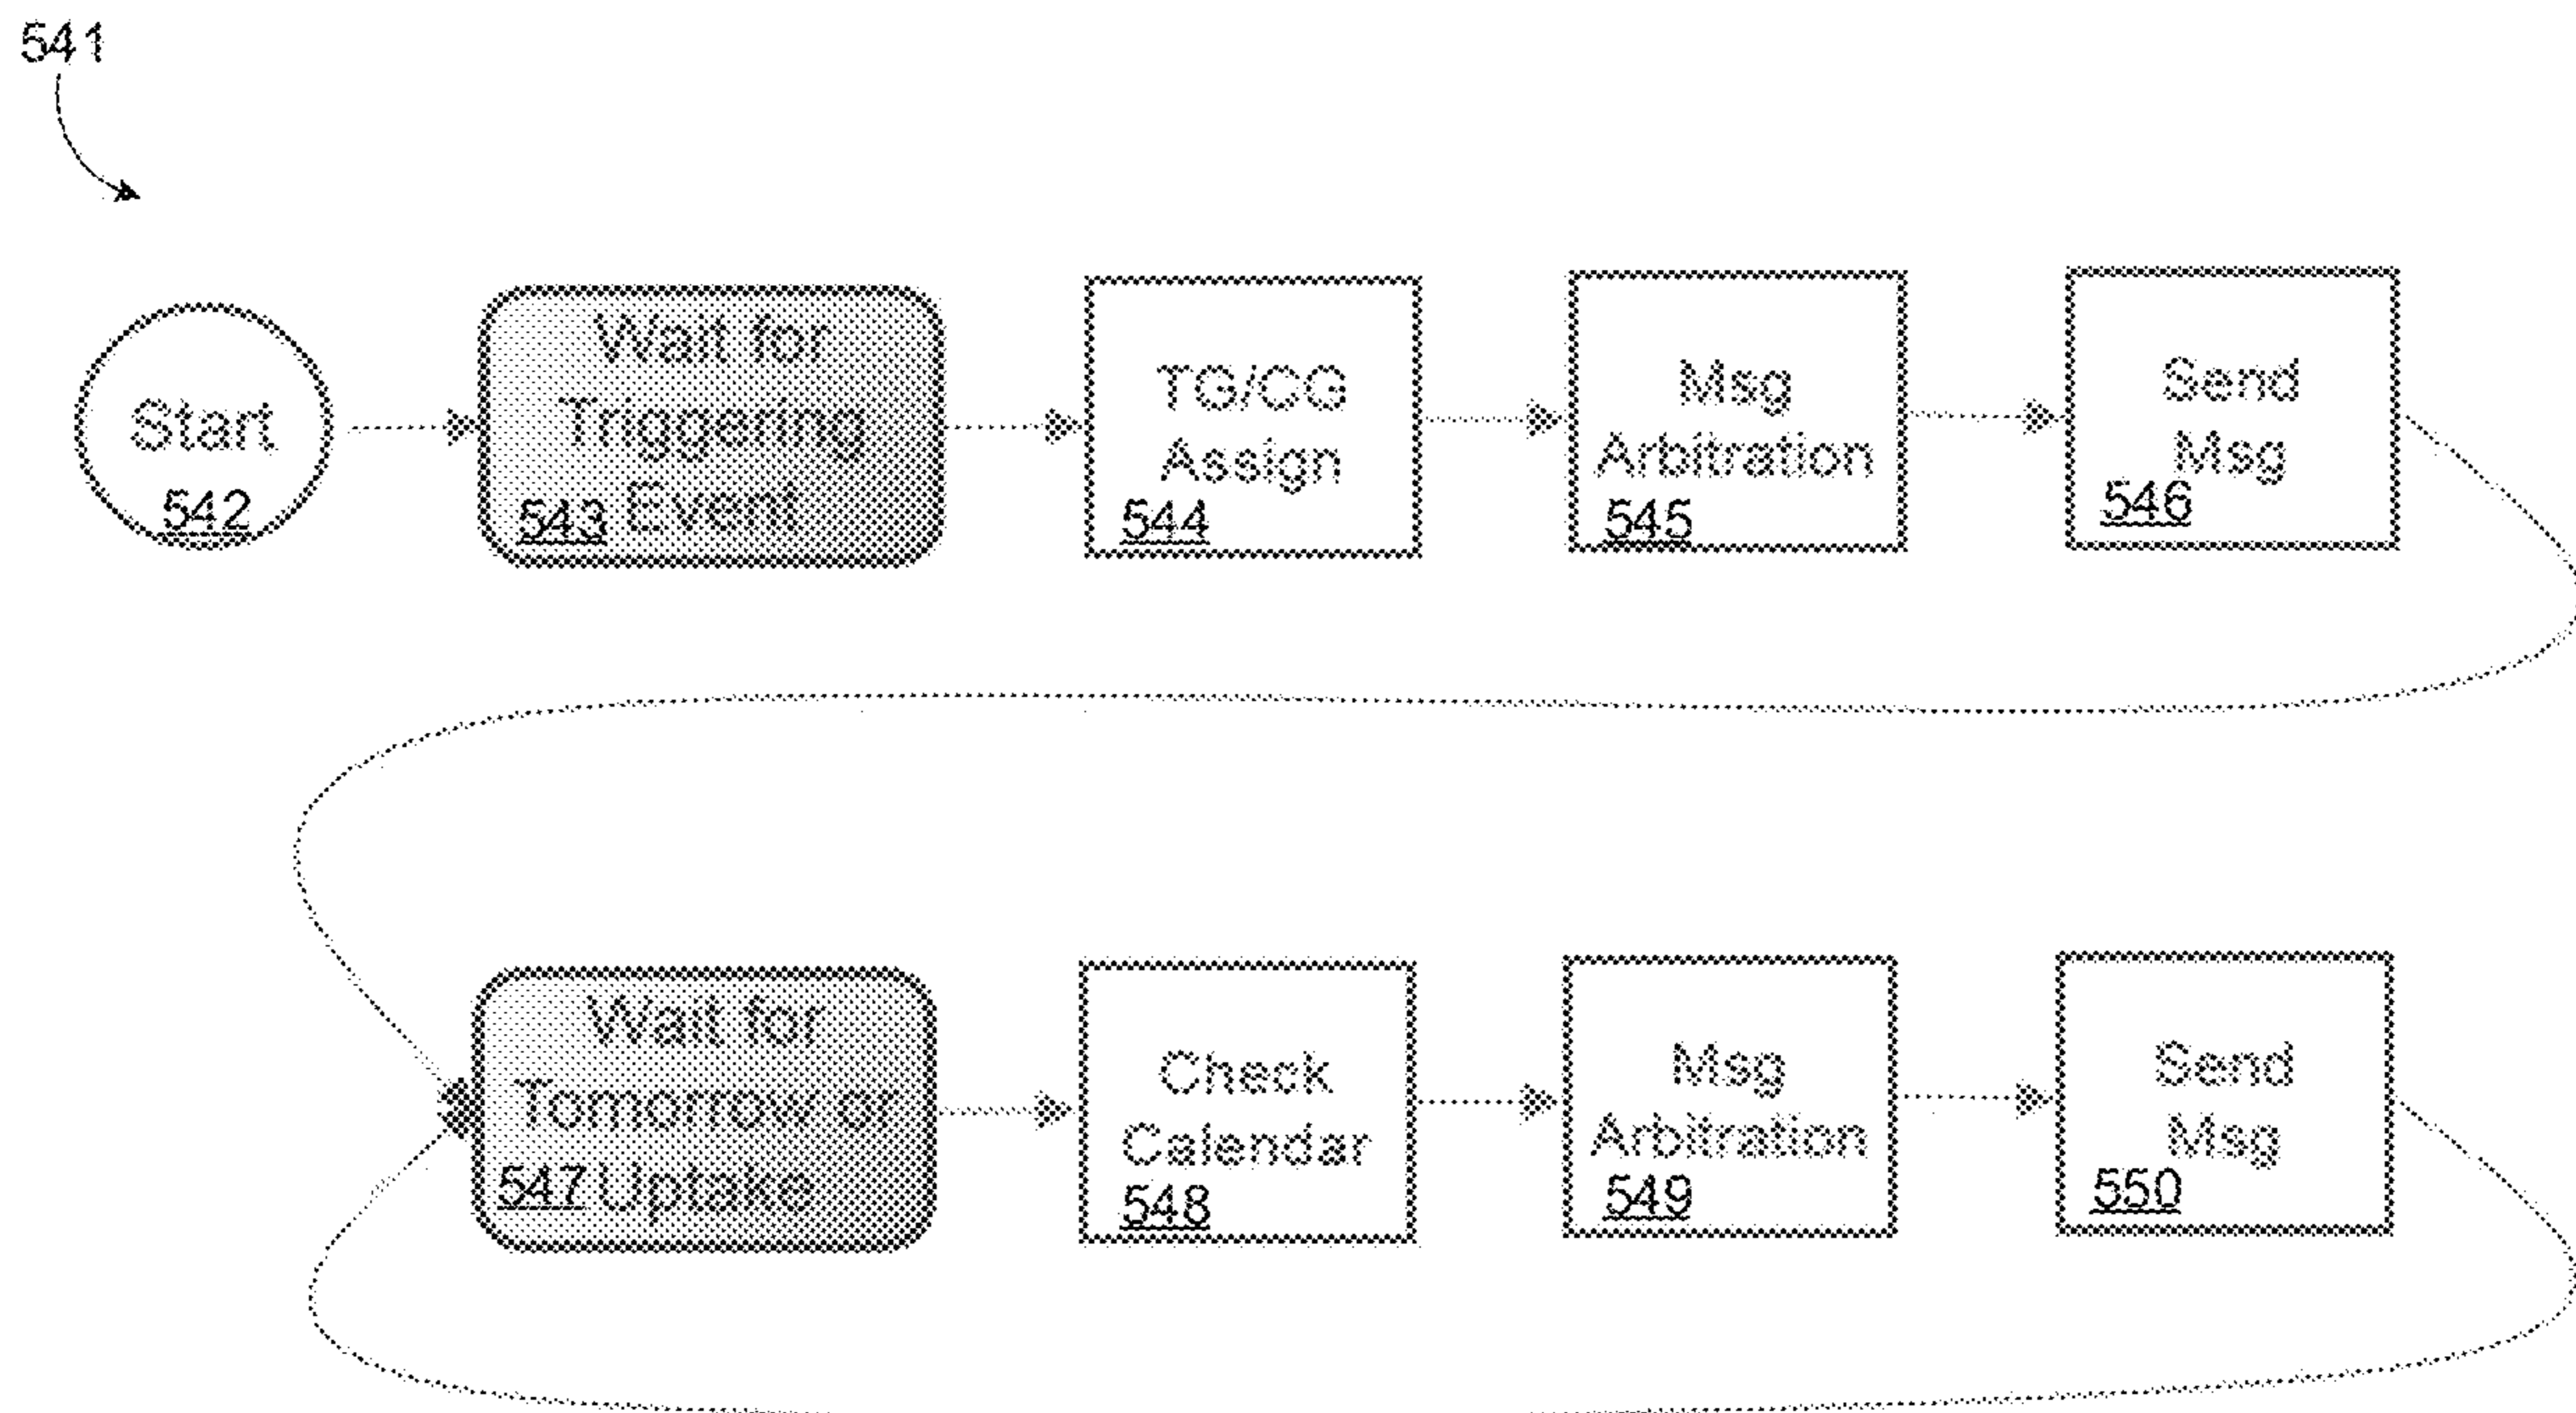 541
Start
542
Wait for
Triggering
543 Event
TG/CG
Assign
544
Msg
Arbitration
545
Send
Msg
546
Wait for
Tomorrow or
547 Uptake
Check
Calendar
548
Msg
Arbitration
549
Send
Msg
550